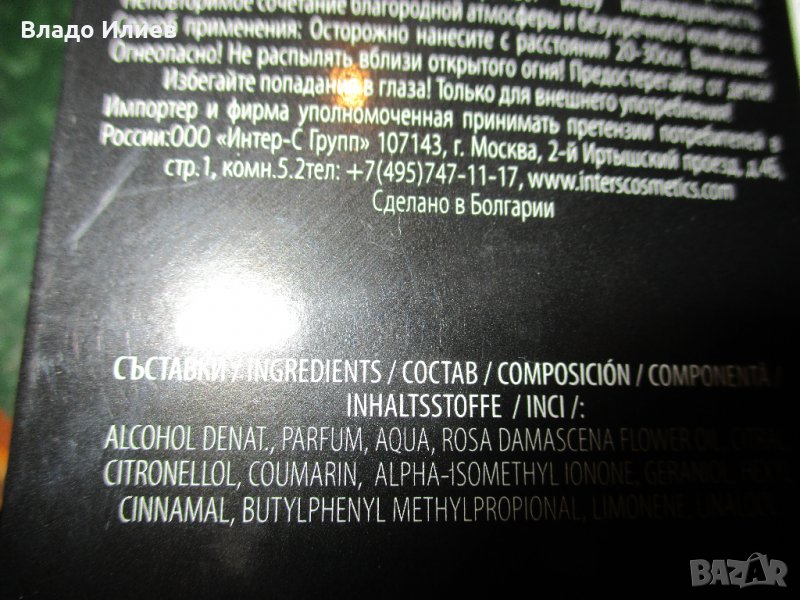 Владо Илиев
Неповторимое сочетание благородной атмосферы и безупречного комфорта.
применения: Осторожно нанесите с расстояния 20-30см. Внимание:
Огнеопасно! Не распылять вблизи открытого огня! Предостерегайте от детей
Избегайте попадания в глаза! Только для внешнего употребления!
Импортер и фирма уполномоченная принимать претензии потребителей в
России:ООО «Интер-С Групп» 107143, г. Москва, 2-й Иртышский проезд, д.4б,
стр.1, комн.5.2тел: +7(495)747-11-17, www.interscosmetics.com
Сделано в Болгарии
СЪСТАВКИ / INGREDIENTS / СОСТАВ / COMPOSICIÓN / COMPONENTA /
INHALTSSTOFFE / INCI /:
ALCOHOL DENAT., PARFUM, AQUA, ROSA DAMASCENA FLOWER OIL, CITRAL,
CITRONELLOL, COUMARIN, ALPHA-ISOMETHYL IONONE, GERANIOL, HEXYL
CINNAMAL, BUTYLPHENYL METHYLPROPIONAL, LIMONENE, LINALOOL
BAZAR